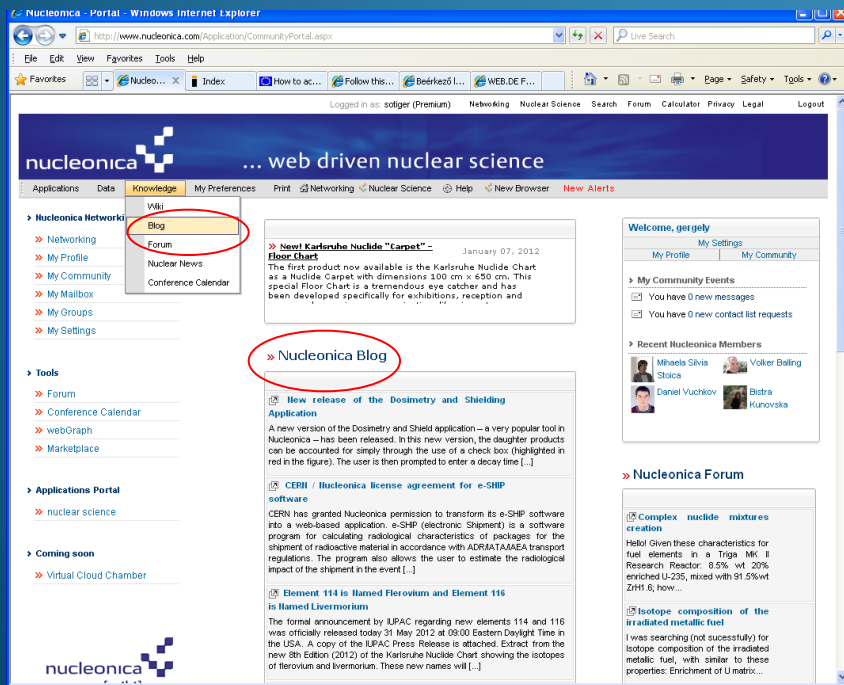 Nucleonica - Portal - Windows Internet Explorer
http://www.nucleonica.com/Application/CommunityPortal.aspx
Live Search
File Edit View Favorites Tools Help
Favorites
Nucleo...
Index
How to ac...
Follow this...
Beérkező l...
WEB.DE F...
Page
Safety
Tools
Logged in as: sotiger (Premium) Networking Nuclear Science Search Forum Calculator Privacy Legal Logout
nucleonica
... web driven nuclear science
Applications Data Knowledge My Preferences Print Networking Nuclear Science Help New Browser New Alerts
Wiki
Blog
Forum
Nuclear News
Conference Calendar
> Nucleonica Networki
» Networking
» My Profile
» My Community
» My Mailbox
» My Groups
» My Settings
> Tools
» Forum
» Conference Calendar
» webGraph
» Marketplace
> Applications Portal
» nuclear science
> Coming soon
» Virtual Cloud Chamber
nucleonica
» New! Karlsruhe Nuclide "Carpet" –
Floor Chart
January 07, 2012
The first product now available is the Karlsruhe Nuclide Chart
as a Nuclide Carpet with dimensions 100 cm x 650 cm. This
special Floor Chart is a tremendous eye catcher and has
been developed specifically for exhibitions, reception and
» Nucleonica Blog
New release of the Dosimetry and Shielding
Application
A new version of the Dosimetry and Shield application – a very popular tool in
Nucleonica – has been released. In this new version, the daughter products
can be accounted for simply through the use of a check box (highlighted in
red in the figure). The user is then prompted to enter a decay time [...]
CERN / Nucleonica license agreement for e-SHIP
software
CERN has granted Nucleonica permission to transform its e-SHIP software
into a web-based application. e-SHIP (electronic Shipment) is a software
program for calculating radiological characteristics of packages for the
shipment of radioactive material in accordance with ADR/IATA/IAEA transport
regulations. The program also allows the user to estimate the radiological
impact of the shipment in the event [...]
Element 114 is Named Flerovium and Element 116
is Named Livermorium
The formal announcement by IUPAC regarding new elements 114 and 116
was officially released today 31 May 2012 at 09:00 Eastern Daylight Time in
the USA. A copy of the IUPAC Press Release is attached. Extract from the
new 8th Edition (2012) of the Karlsruhe Nuclide Chart showing the isotopes
of flerovium and livermorium. These new names will [...]
Welcome, gergely
My Settings
My Profile My Community
> My Community Events
You have 0 new messages
You have 0 new contact list requests
> Recent Nucleonica Members
Mihaela Silvia
Stoica
Volker Balling
Daniel Vuchkov
Bistra
Kunovska
» Nucleonica Forum
Complex nuclide mixtures
creation
Hello! Given these characteristics for
fuel elements in a Triga MK II
Research Reactor: 8.5% wt 20%
enriched U-235, mixed with 91.5%wt
ZrH1.6; how...
Isotope composition of the
irradiated metallic fuel
I was searching (not sucessfully) for
Isotope composition of the irradiated
metallic fuel, with similar to these
properties: Enrichment of U matrix...